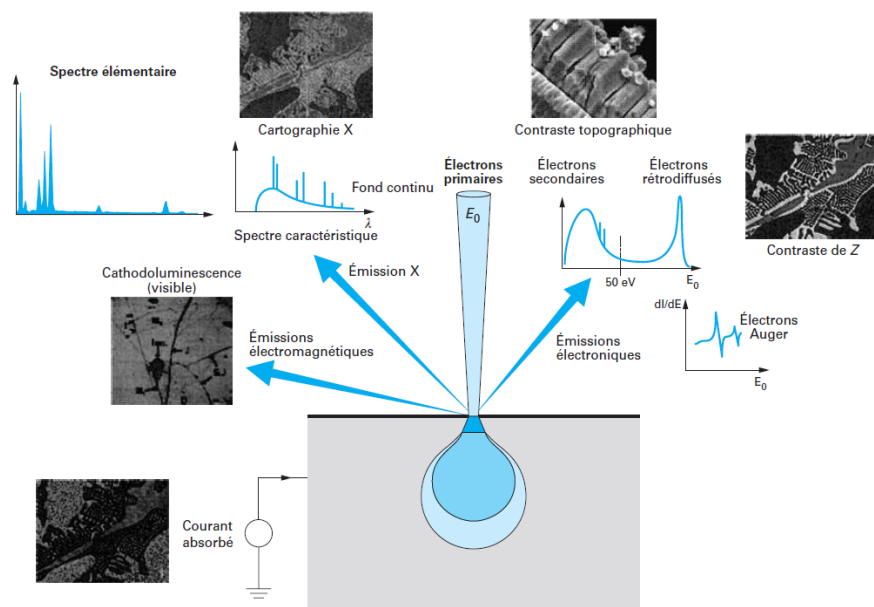 Spectre élémentaire
Cartographie X
Fond continu
λ
Spectre caractéristique
Contraste topographique
Électrons
primaires
E0
Électrons
secondaires
Électrons
rétrodiffusés
50 eV
E0
Contraste de Z
dI/dE
Électrons
Auger
E0
Cathodoluminescence
(visible)
Émission X
Émissions
électromagnétiques
Émissions
électroniques
Courant
absorbé